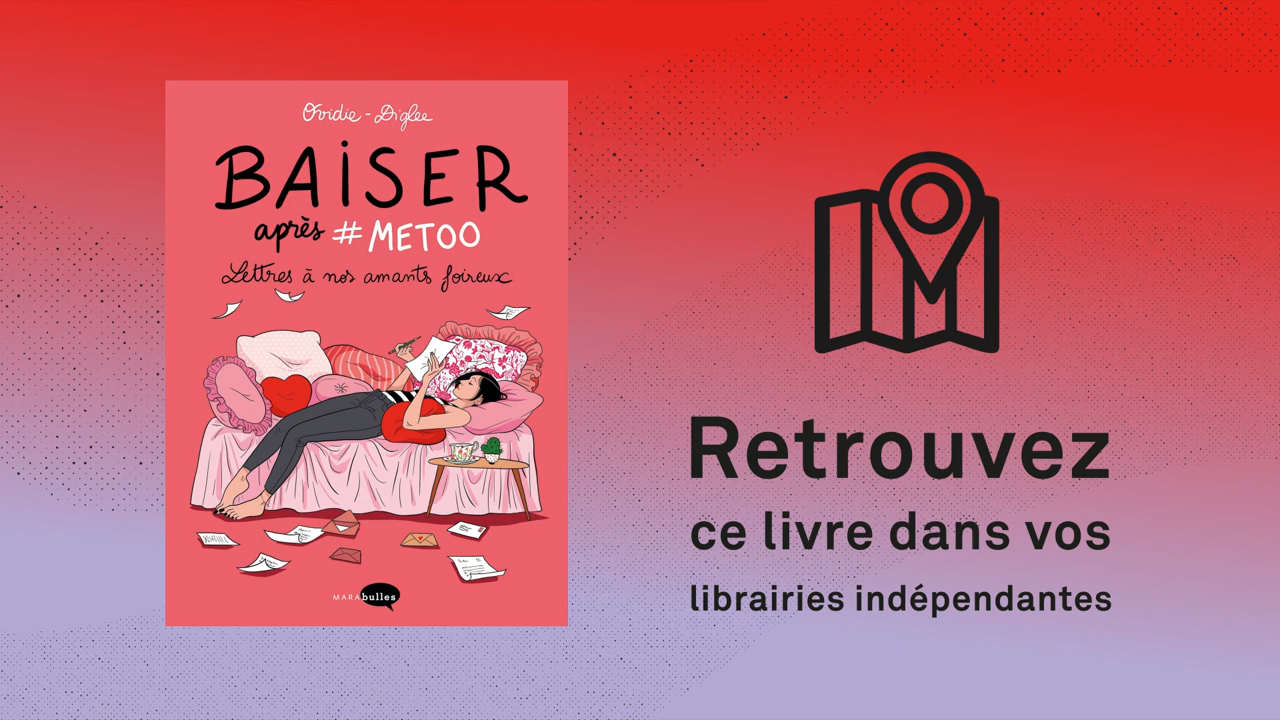 Ovidie - Diglee
BAISER
après #METOO
Lettres à nos amants foireux
MARAbulles
Retrouvez
ce livre dans vos
librairies indépendantes